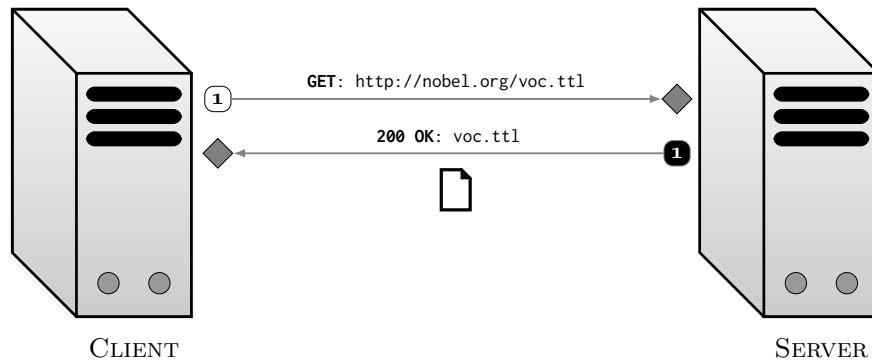 1 GET: http://nobel.org/voc.ttl
200 OK: voc.ttl 1
CLIENT SERVER